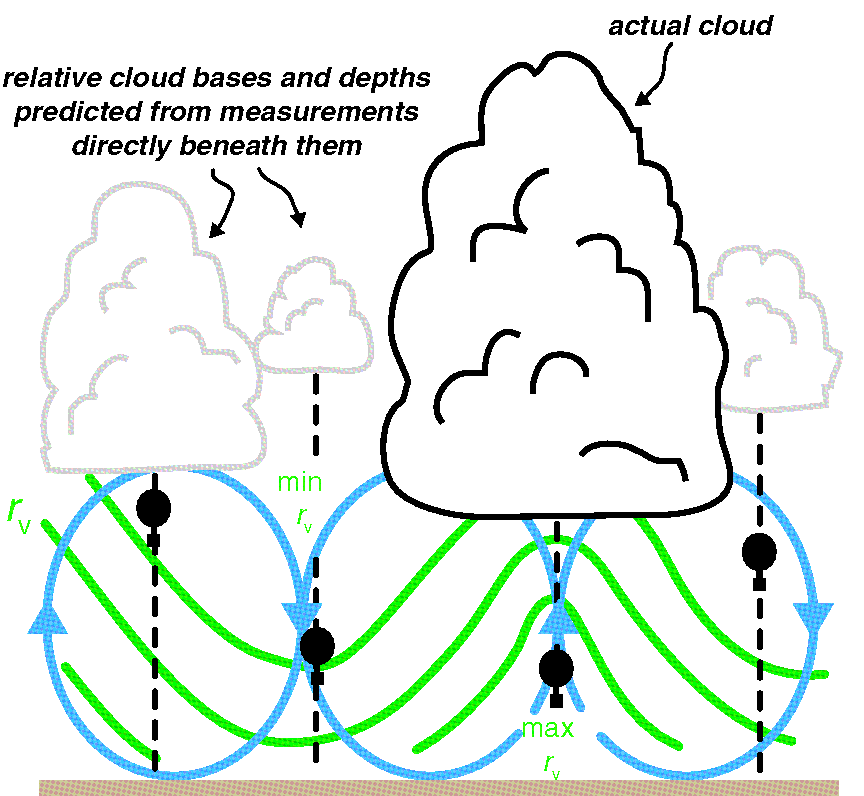 actual cloud
relative cloud bases and depths
predicted from measurements
directly beneath them
min
rv
rv
max
rv